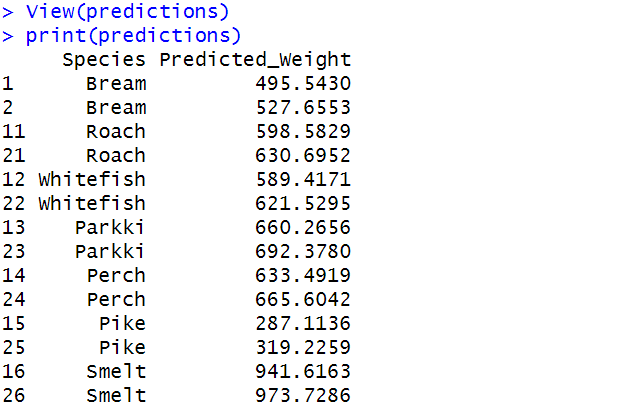 > View(predictions)
> print(predictions)
Species Predicted_Weight
1 Bream 495.5430
2 Bream 527.6553
11 Roach 598.5829
21 Roach 630.6952
12 Whitefish 589.4171
22 Whitefish 621.5295
13 Parkki 660.2656
23 Parkki 692.3780
14 Perch 633.4919
24 Perch 665.6042
15 Pike 287.1136
25 Pike 319.2259
16 Smelt 941.6163
26 Smelt 973.7286